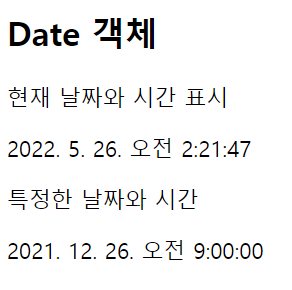 Date 객체
현재 날짜와 시간 표시
2022. 5. 26. 오전 2:21:47
특정한 날짜와 시간
2021. 12. 26. 오전 9:00:00